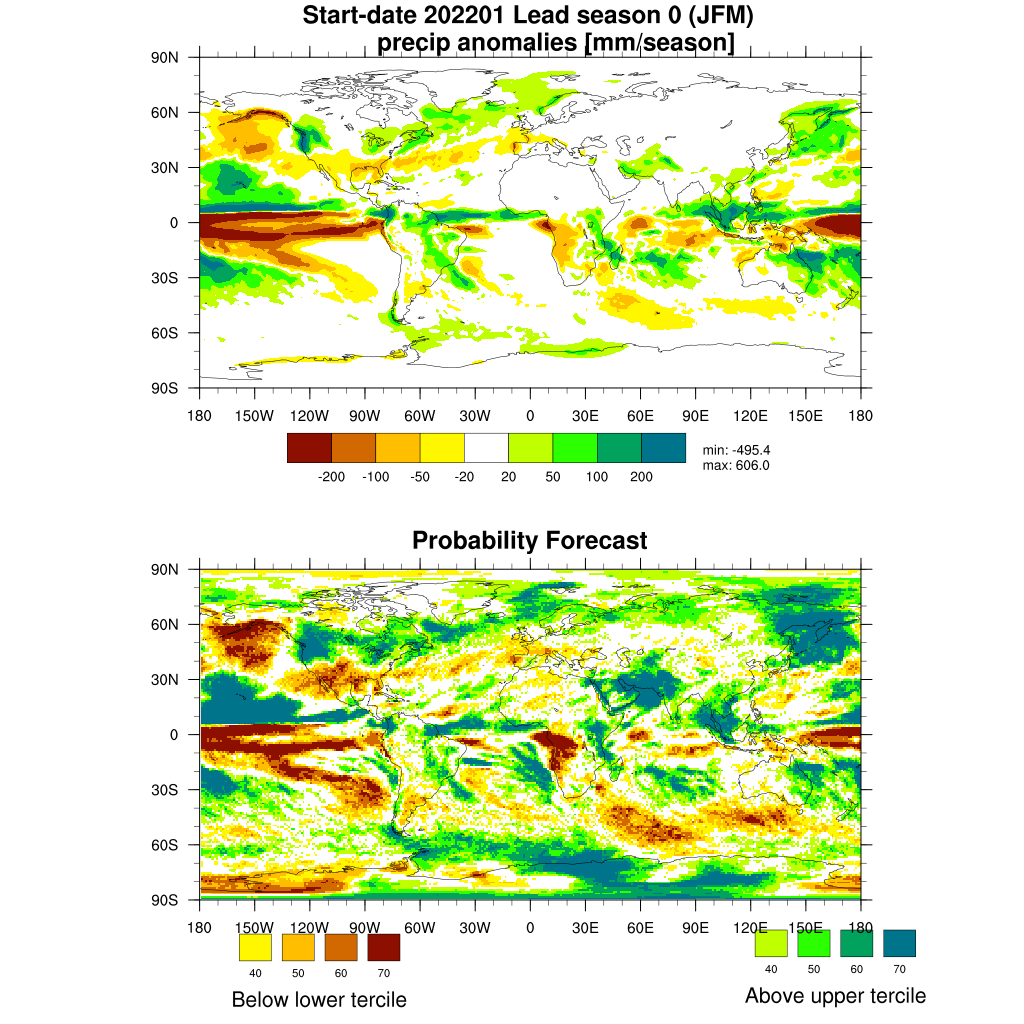 Start-date 202201 Lead season 0 (JFM)
precip anomalies [mm/season]
90N
60N
30N
0
30S
60S
90S
180 150W 120W 90W 60W 30W 0 30E 60E 90E 120E 150E 180
-200 -100 -50 -20 20 50 100 200
min: -495.4
max: 606.0
Probability Forecast
90N
60N
30N
0
30S
60S
90S
180 150W 120W 90W 60W 30W 0 30E 60E 90E 120E 150E 180
40 50 60 70
Below lower tercile
40 50 60 70
Above upper tercile